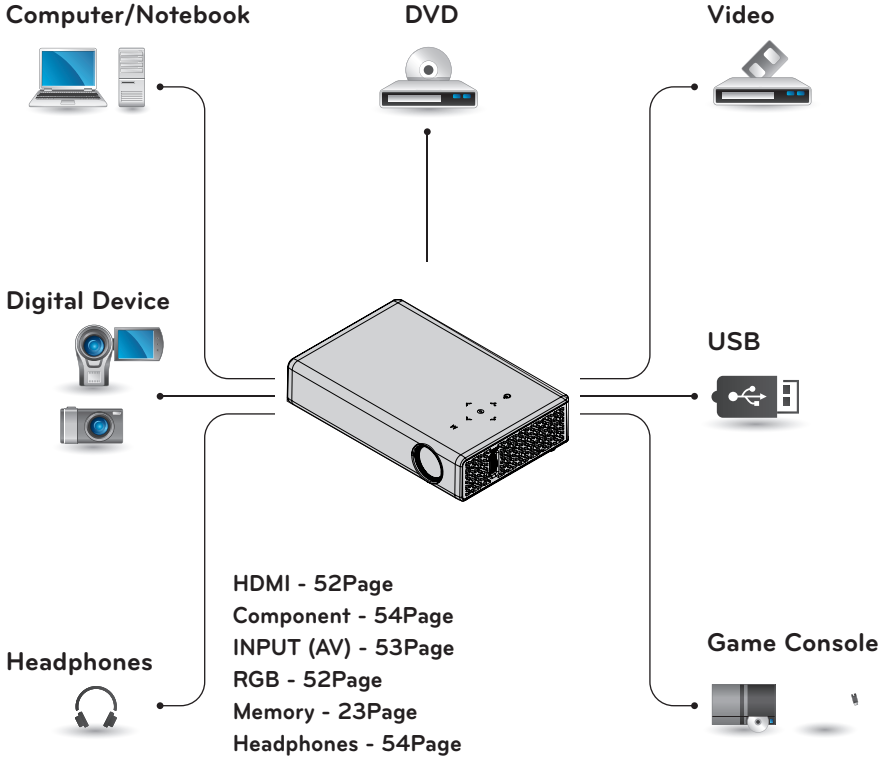 Computer/Notebook
DVD
Video
Digital Device
USB
HDMI - 52Page
Component - 54Page
INPUT (AV) - 53Page
RGB - 52Page
Memory - 23Page
Headphones - 54Page
Headphones
Game Console